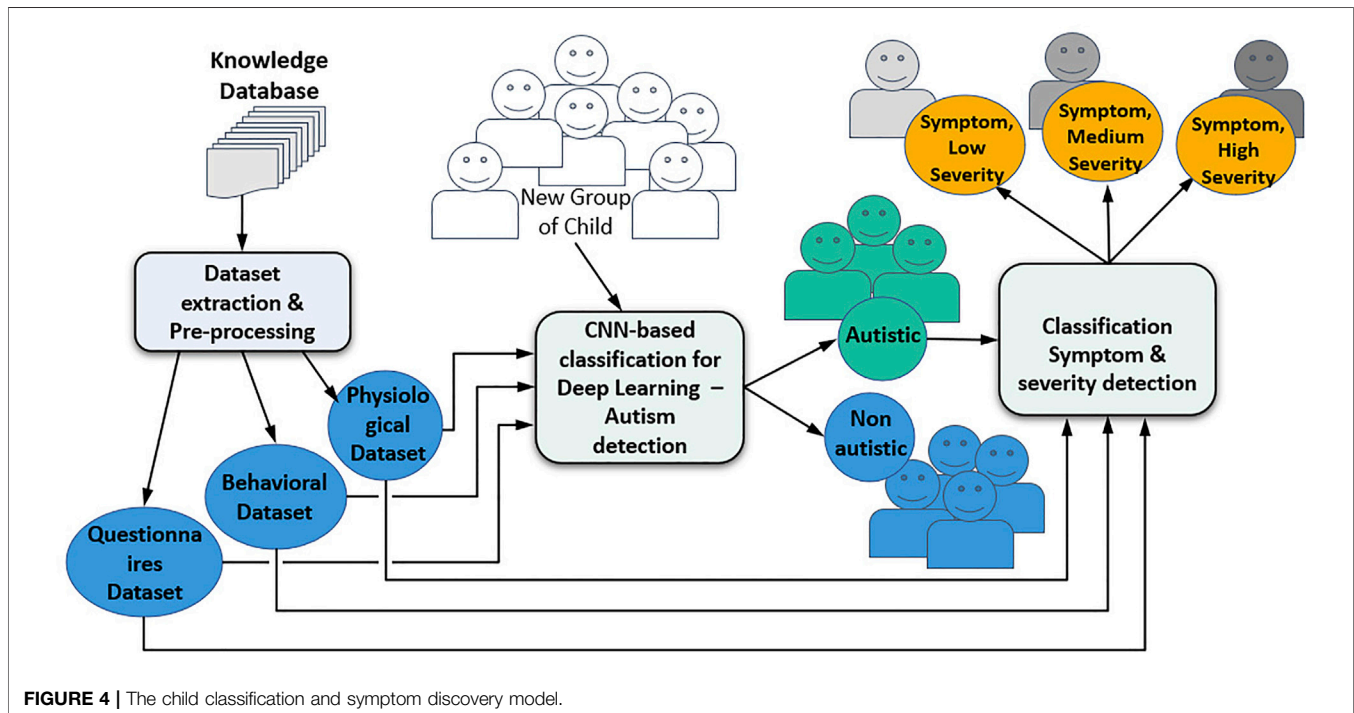 Knowledge
Database
New Group
of Child
Symptom,
Low
Severity
Symptom,
Medium
Severity
Symptom,
High
Severity
Dataset
extraction &
Pre-processing
CNN-based
classification for
Deep Learning –
Autism
detection
Autistic
Non
autistic
Classification
Symptom &
severity detection
Physiolo
gical
Dataset
Behavioral
Dataset
Questionna
ires
Dataset
FIGURE 4 | The child classification and symptom discovery model.